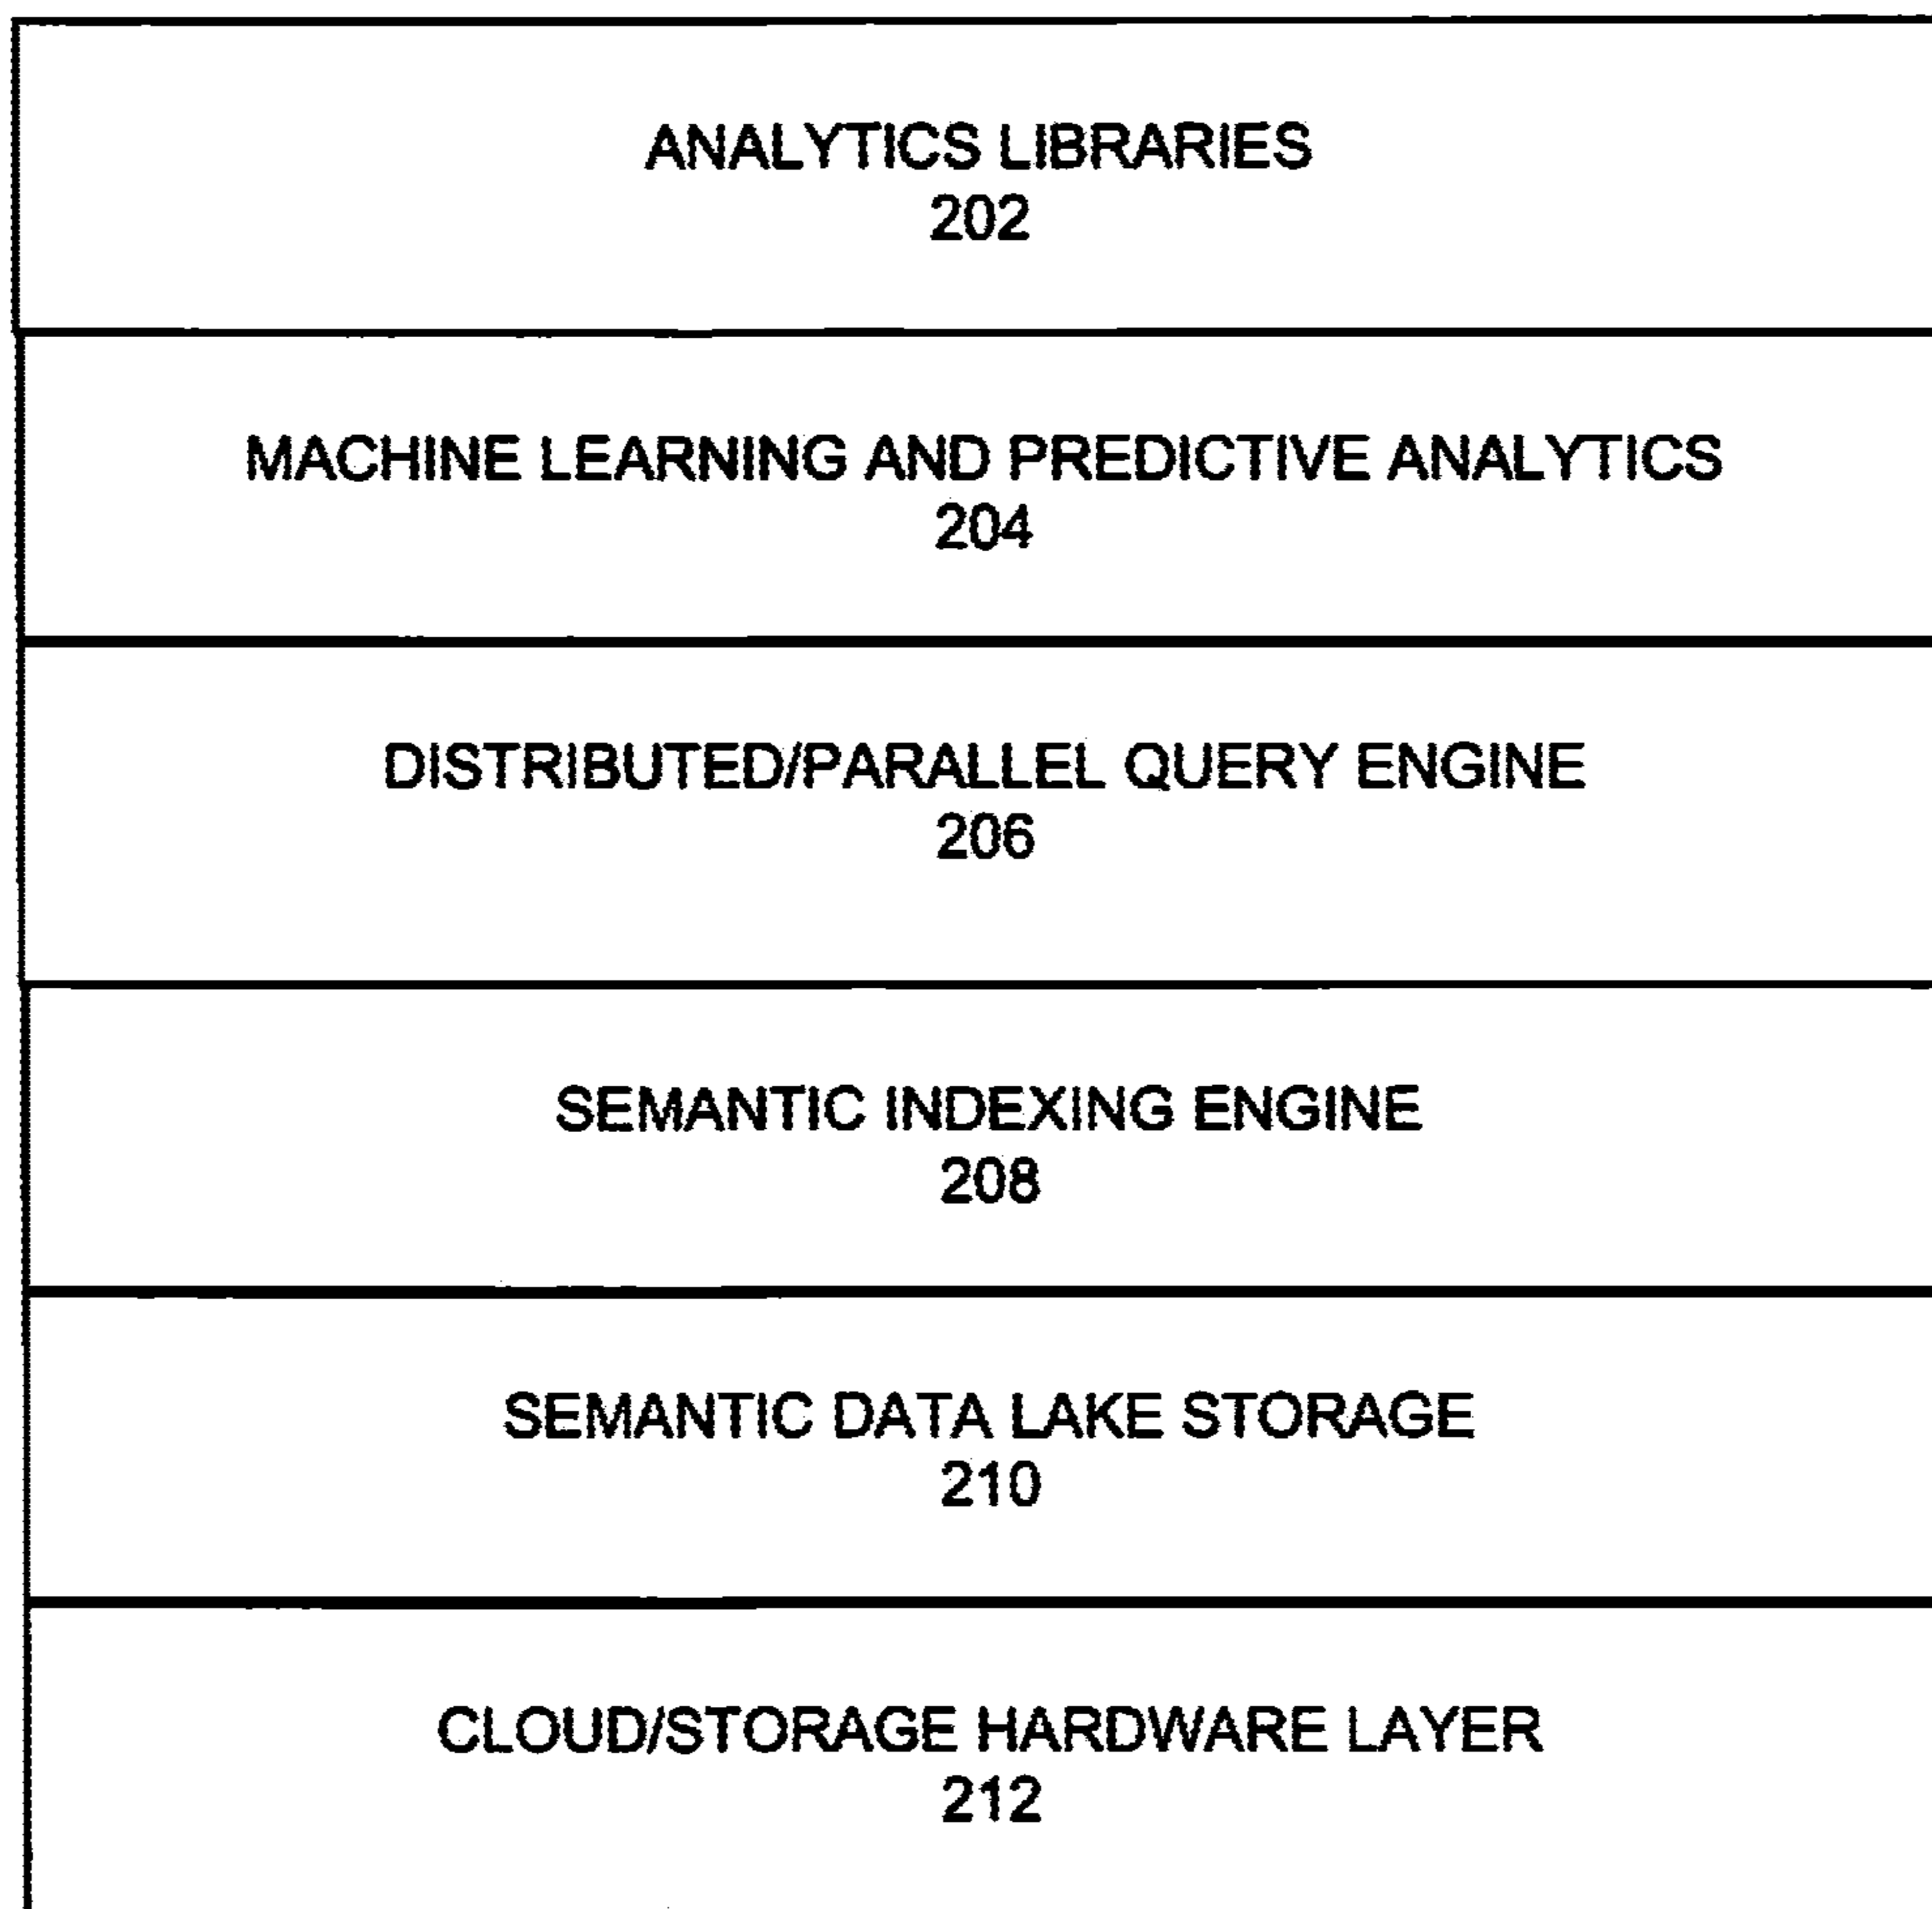 ANALYTICS LIBRARIES
202
MACHINE LEARNING AND PREDICTIVE ANALYTICS
204
DISTRIBUTED/PARALLEL QUERY ENGINE
206
SEMANTIC INDEXING ENGINE
208
SEMANTIC DATA LAKE STORAGE
210
CLOUD/STORAGE HARDWARE LAYER
212